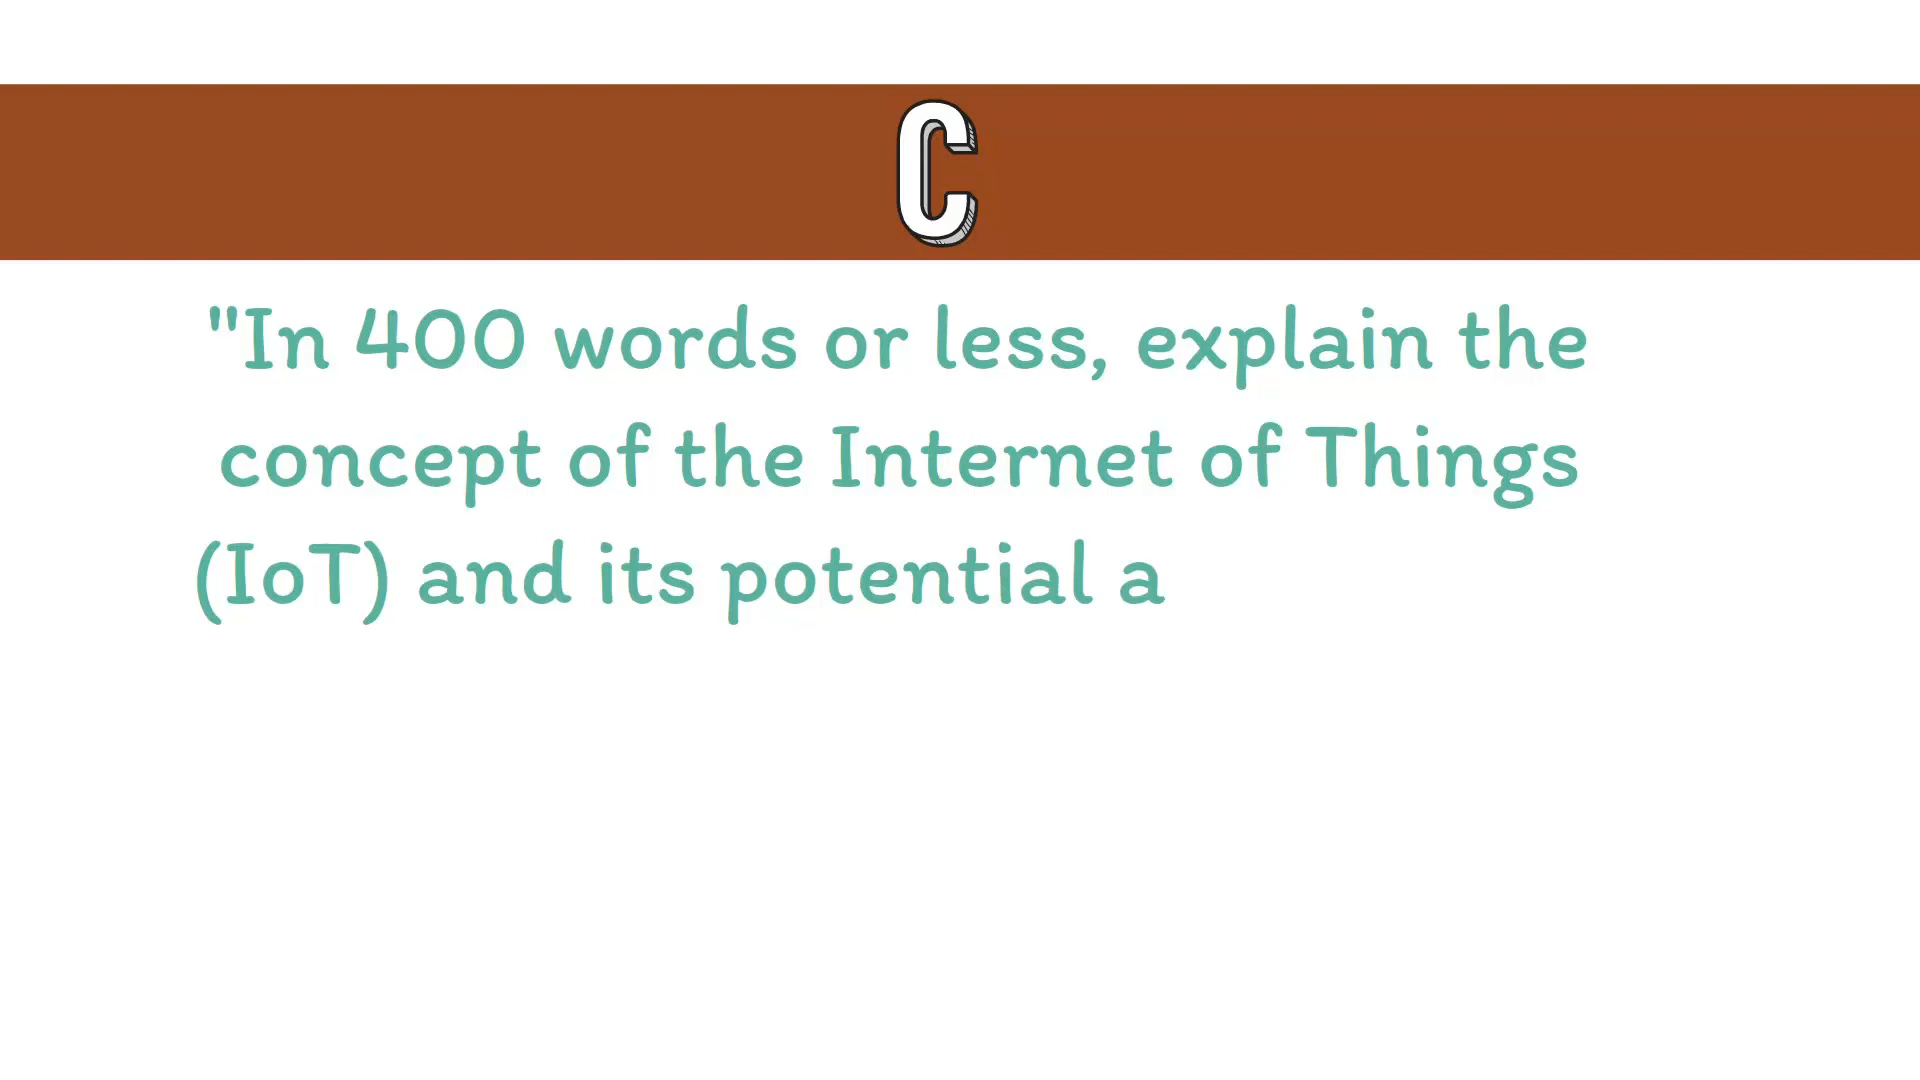 C
"In 400 words or less, explain the
concept of the Internet of Things
(IoT) and its potential a